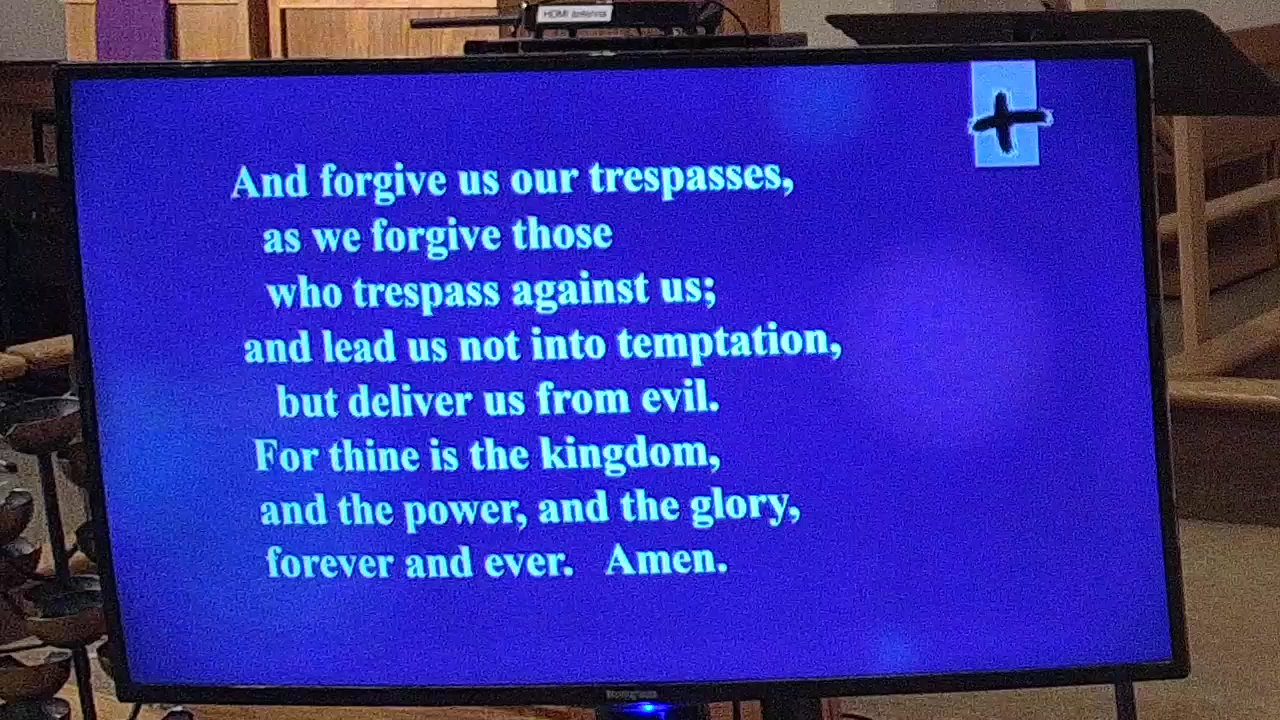 HDMI Antenna
And forgive us our trespasses,
as we forgive those
who trespass against us;
and lead us not into temptation,
but deliver us from evil.
For thine is the kingdom,
and the power, and the glory,
forever and ever. Amen.